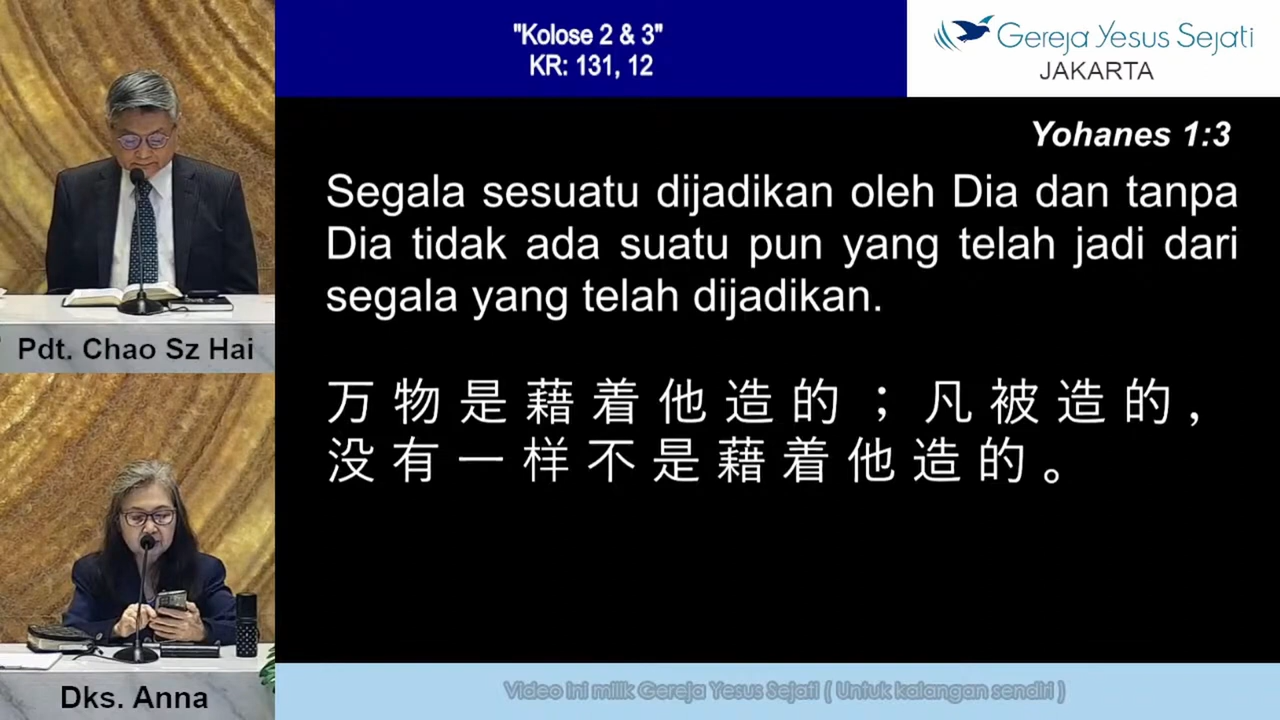 "Kolose 2 & 3"
KR: 131, 12
Gereja Yesus Sejati
JAKARTA
Yohanes 1:3
Segala sesuatu dijadikan oleh Dia dan tanpa
Dia tidak ada suatu pun yang telah jadi dari
segala yang telah dijadikan.
万物是藉着他造的；凡被造的,
没有一样不是藉着他造的。
Pdt. Chao Sz Hai
Dks. Anna
Video ini milik Gereja Yesus Sejati ( Untuk kalangan sendiri )